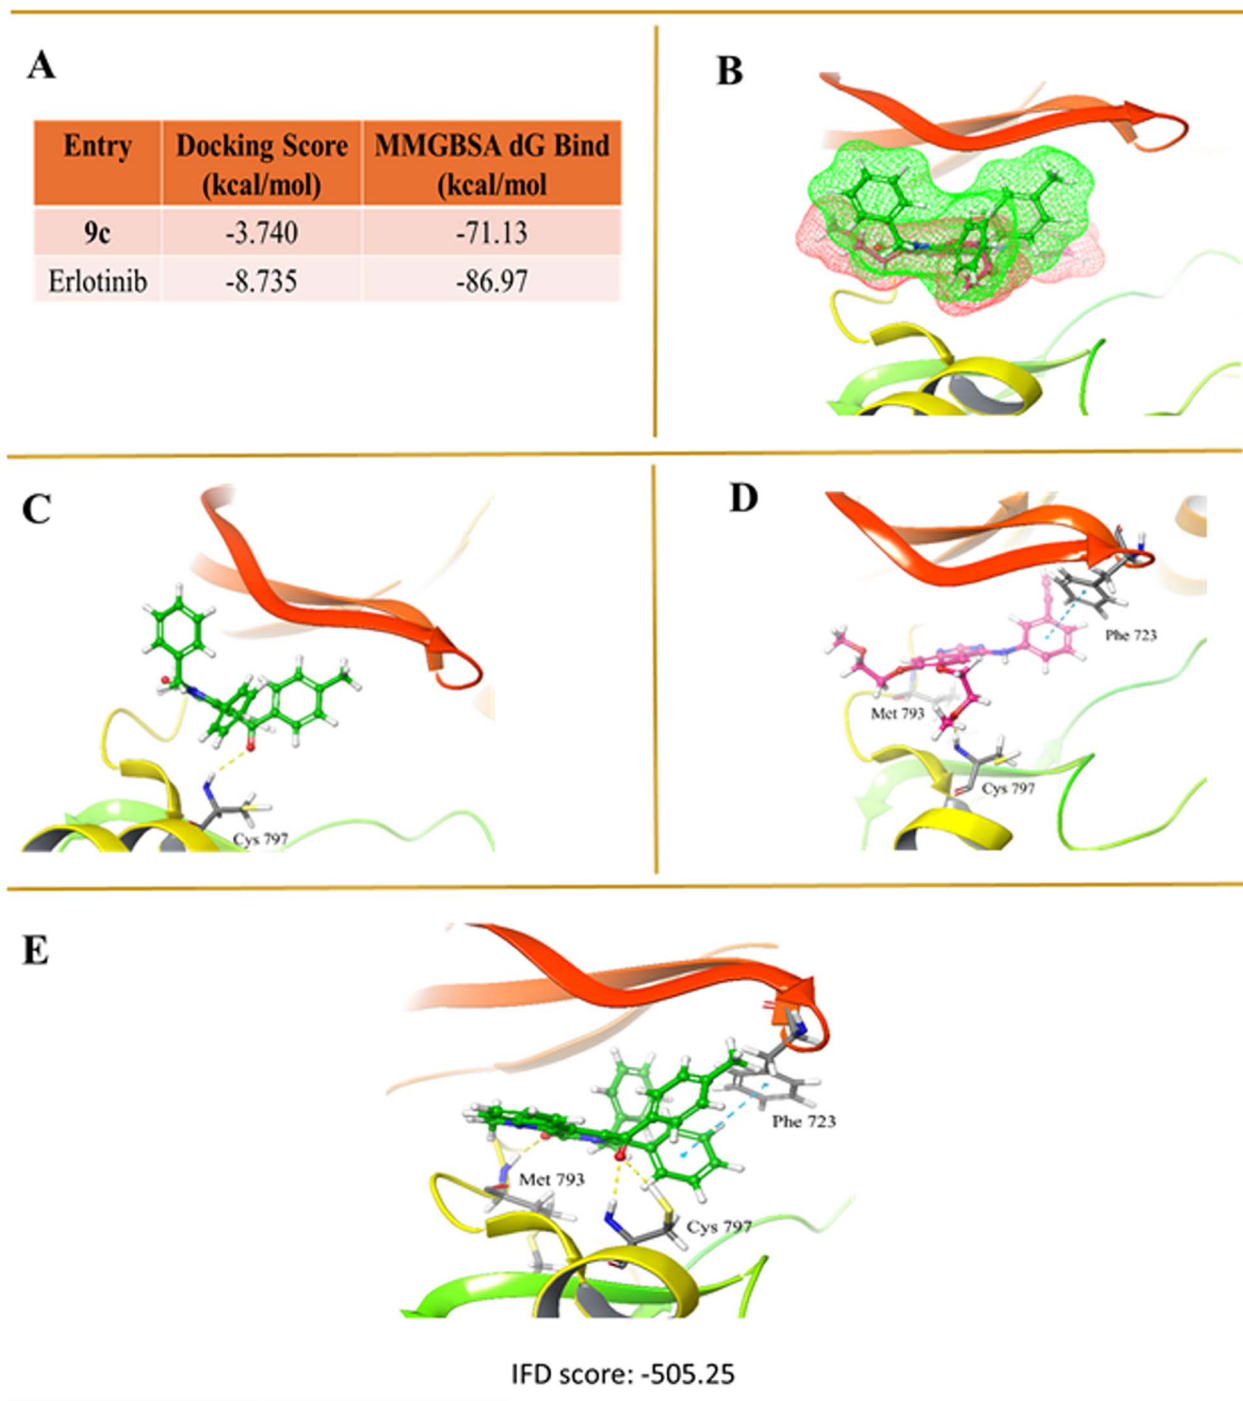 A
Entry Docking Score MMGBSA dG Bind
(kcal/mol) (kcal/mol
9c -3.740 -71.13
Erlotinib -8.735 -86.97
B
C
Cys 797
D
Phe 723
Met 793
Cys 797
E
Phe 723
Met 793
Cys 797
IFD score: -505.25